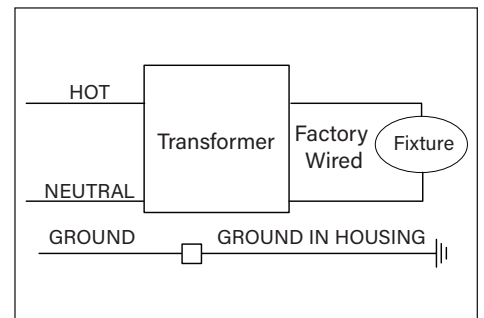 HOT
Transformer
Factory
Wired
Fixture
NEUTRAL
GROUND
GROUND IN HOUSING